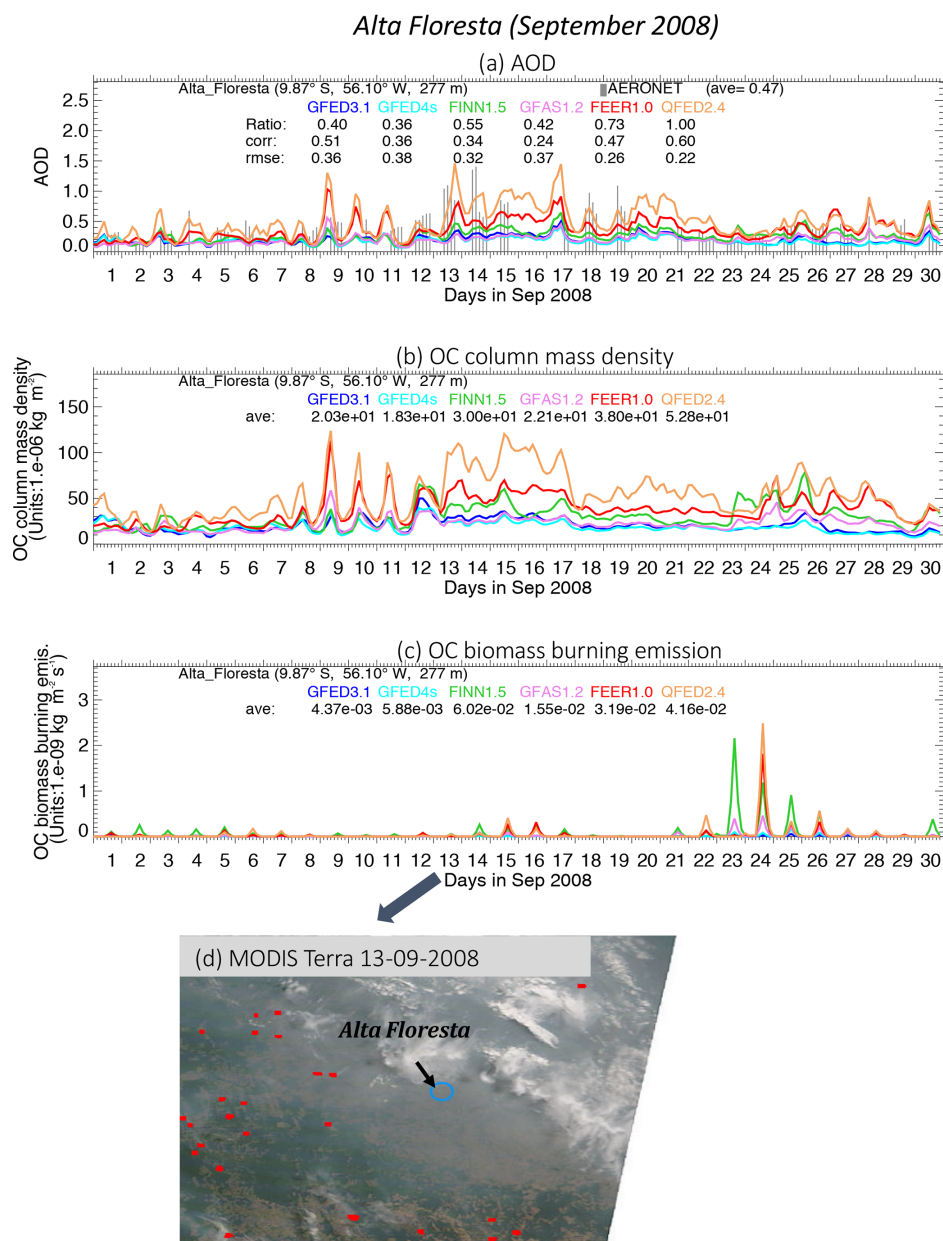 Alta Floresta (September 2008)
(a) AOD
Alta_Floresta (9.87° S, 56.10° W, 277 m)
AERONET (ave= 0.47)
GFED3.1 GFED4s FINN1.5 GFAS1.2 FEER1.0 QFED2.4
Ratio: 0.40 0.36 0.55 0.42 0.73 1.00
corr: 0.51 0.36 0.34 0.24 0.47 0.60
rmse: 0.36 0.38 0.32 0.37 0.26 0.22
AOD
2.5
2.0
1.5
1.0
0.5
0.0
1 2 3 4 5 6 7 8 9 10 11 12 13 14 15 16 17 18 19 20 21 22 23 24 25 26 27 28 29 30
Days in Sep 2008
(b) OC column mass density
Alta_Floresta (9.87° S, 56.10° W, 277 m)
GFED3.1 GFED4s FINN1.5 GFAS1.2 FEER1.0 QFED2.4
ave: 2.03e+01 1.83e+01 3.00e+01 2.21e+01 3.80e+01 5.28e+01
OC column mass density
(Units:1.e-06 kg m⁻²)
150
100
50
0
1 2 3 4 5 6 7 8 9 10 11 12 13 14 15 16 17 18 19 20 21 22 23 24 25 26 27 28 29 30
Days in Sep 2008
(c) OC biomass burning emission
Alta_Floresta (9.87° S, 56.10° W, 277 m)
GFED3.1 GFED4s FINN1.5 GFAS1.2 FEER1.0 QFED2.4
ave: 4.37e-03 5.88e-03 6.02e-02 1.55e-02 3.19e-02 4.16e-02
OC biomass burning emis.
(Units:1.e-09 kg m⁻² s⁻¹)
3
2
1
0
1 2 3 4 5 6 7 8 9 10 11 12 13 14 15 16 17 18 19 20 21 22 23 24 25 26 27 28 29 30
Days in Sep 2008
(d) MODIS Terra 13-09-2008
Alta Floresta